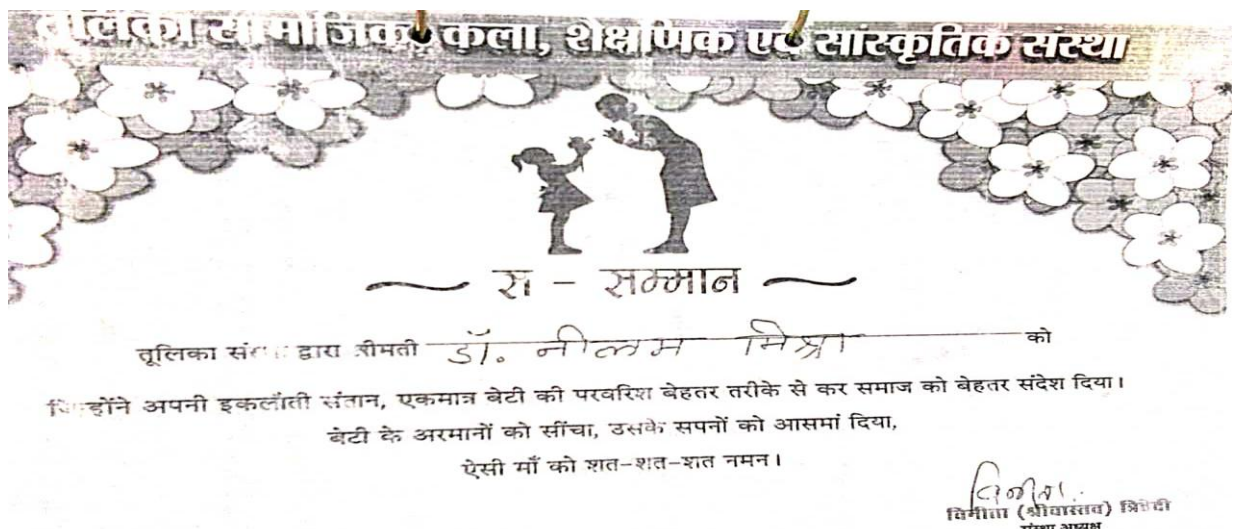 तूलिका सामाजिक, कला, शैक्षणिक एवं सांस्कृतिक संस्था
स - सम्मान
तूलिका संस्था द्वारा श्रीमती डॉ. नीलम मिश्रा को
जिन्होंने अपनी इकलौती संतान, एकमात्र बेटी की परवरिश बेहतर तरीके से कर समाज को बेहतर संदेश दिया।
बेटी के अरमानों को सींचा, उसके सपनों को आसमां दिया,
ऐसी माँ को शत-शत-शत नमन।
विनीता (श्रीवास्तव) त्रिवेदी
संस्था अध्यक्ष